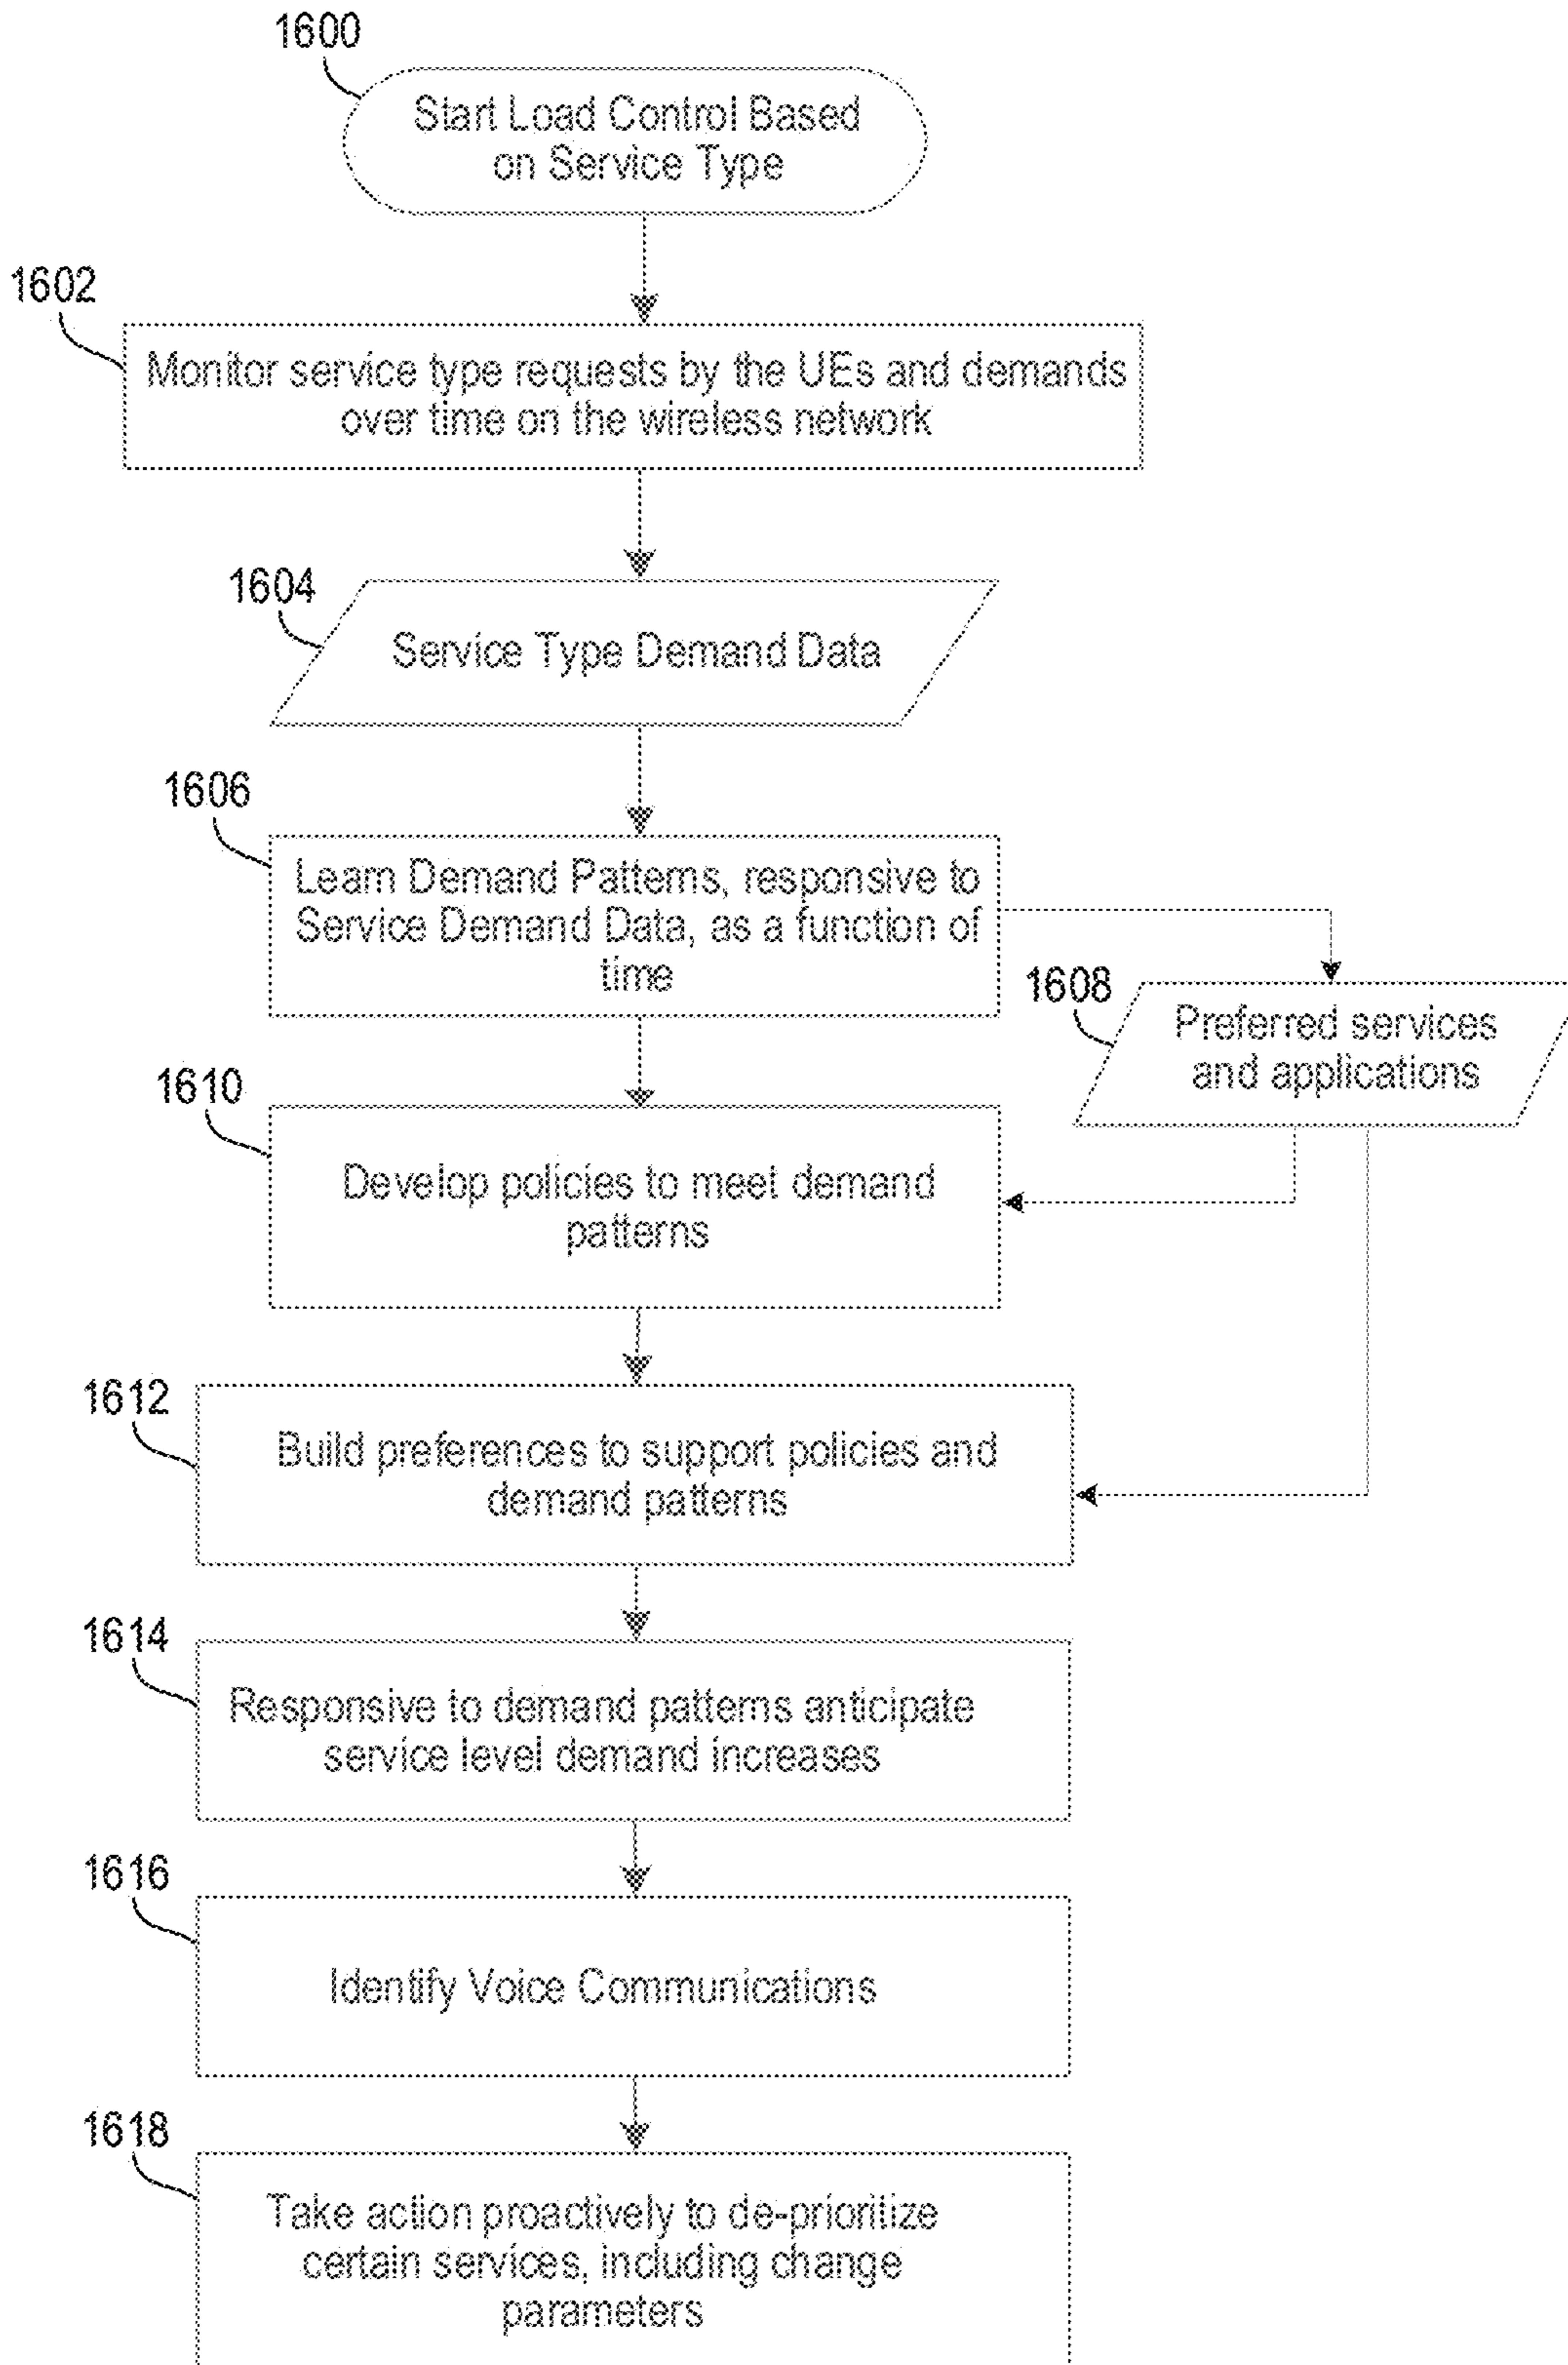 1600
Start Load Control Based
on Service Type
1602
Monitor service type requests by the UEs and demands
over time on the wireless network
1604
Service Type Demand Data
1606
Learn Demand Patterns, responsive to
Service Demand Data, as a function of
time
1608
Preferred services
and applications
1610
Develop policies to meet demand
patterns
1612
Build preferences to support policies and
demand patterns
1614
Responsive to demand patterns anticipate
service level demand increases
1616
Identify Voice Communications
1618
Take action proactively to de-prioritize
certain services, including change
parameters